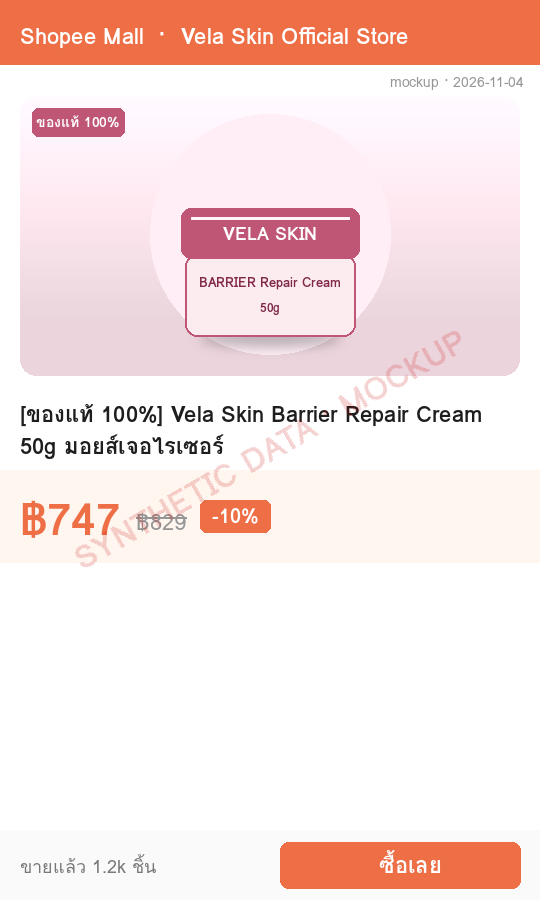 Shopee Mall · Vela Skin Official Store
mockup · 2026-11-04
ของแท้ 100%
VELA SKIN
BARRIER Repair Cream
50g
[ของแท้ 100%] Vela Skin Barrier Repair Cream
50g มอยส์เจอไรเซอร์
฿747 ฿829 -10%
SYNTHETIC DATA · MOCKUP
ขายแล้ว 1.2k ชิ้น
ซื้อเลย